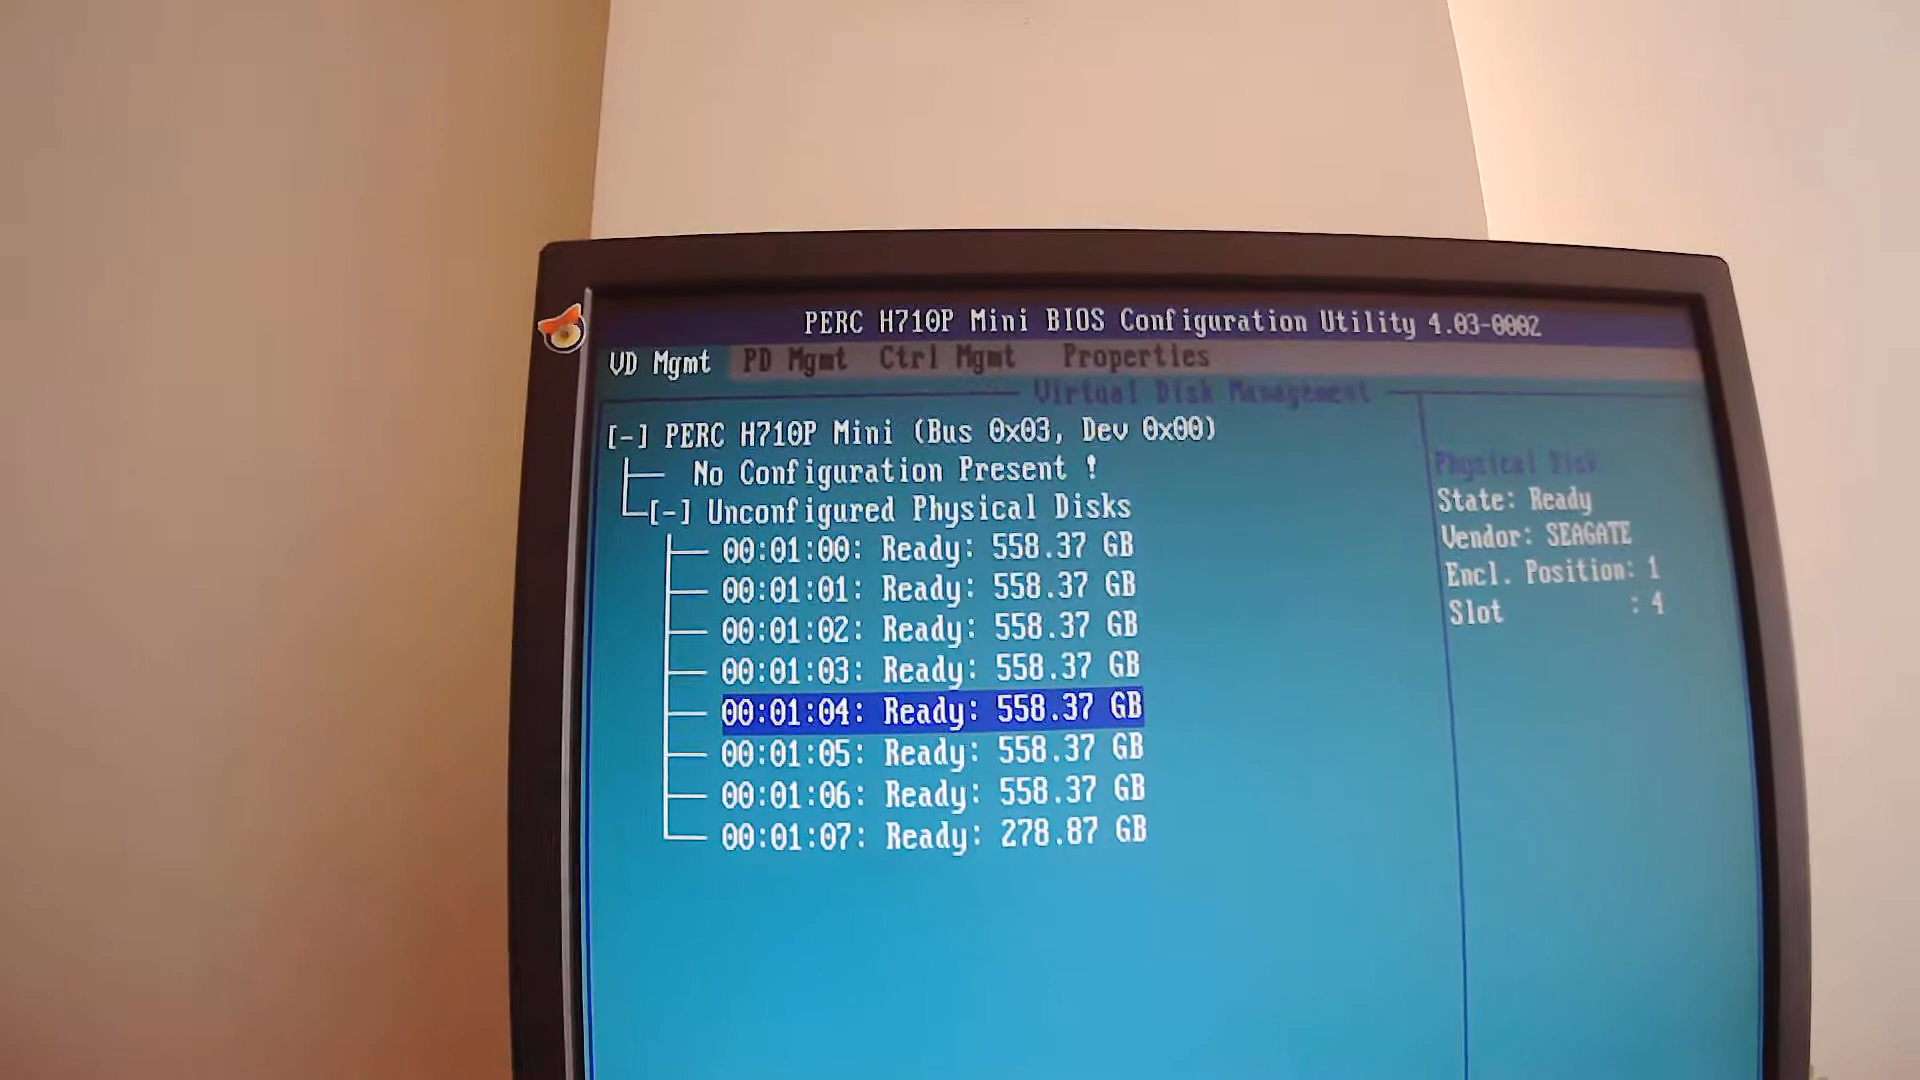 PERC H710P Mini BIOS Configuration Utility 4.03-0002
VD Mgmt PD Mgmt Ctrl Mgmt Properties
Virtual Disk Management
[-] PERC H710P Mini (Bus 0x03, Dev 0x00)
No Configuration Present !
[-] Unconfigured Physical Disks
00:01:00: Ready: 558.37 GB
00:01:01: Ready: 558.37 GB
00:01:02: Ready: 558.37 GB
00:01:03: Ready: 558.37 GB
00:01:04: Ready: 558.37 GB
00:01:05: Ready: 558.37 GB
00:01:06: Ready: 558.37 GB
00:01:07: Ready: 278.87 GB
Physical Disk
State: Ready
Vendor: SEAGATE
Encl. Position: 1
Slot : 4